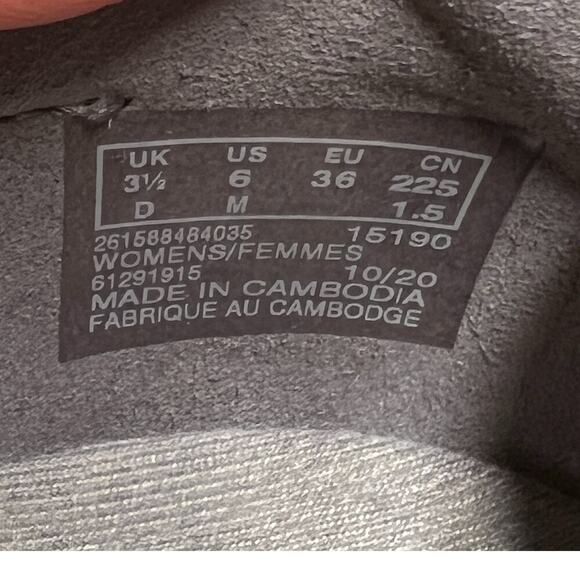 UK US EU CN
3½ 6 36 225
D M 1.5
261588484035 15190
WOMENS/FEMMES
61291915 10/20
MADE IN CAMBODIA
FABRIQUE AU CAMBODGE